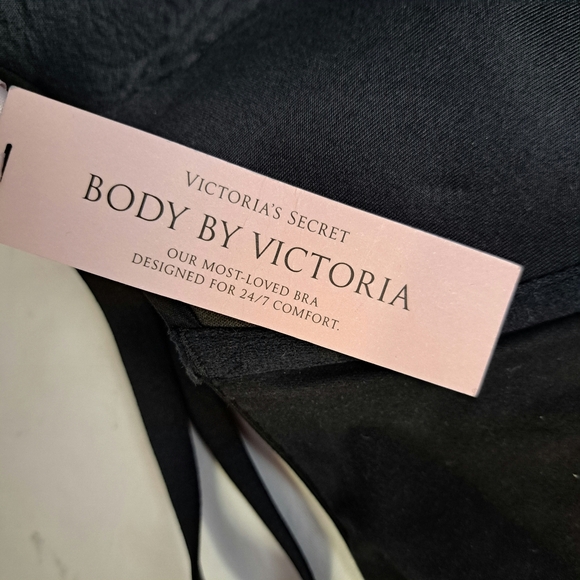 VICTORIA'S SECRET
BODY BY VICTORIA
OUR MOST-LOVED BRA
DESIGNED FOR 24/7 COMFORT.